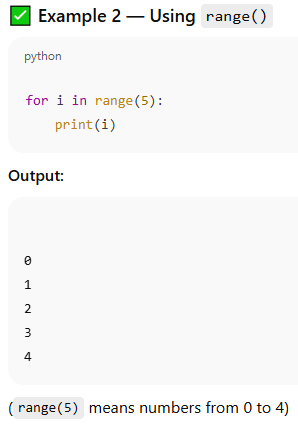 ✅ Example 2 — Using range()
python
for i in range(5):
    print(i)
Output:
0
1
2
3
4
(range(5) means numbers from 0 to 4)